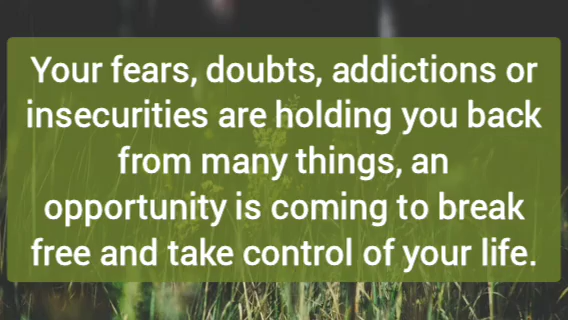 Your fears, doubts, addictions or
insecurities are holding you back
from many things, an
opportunity is coming to break
free and take control of your life.